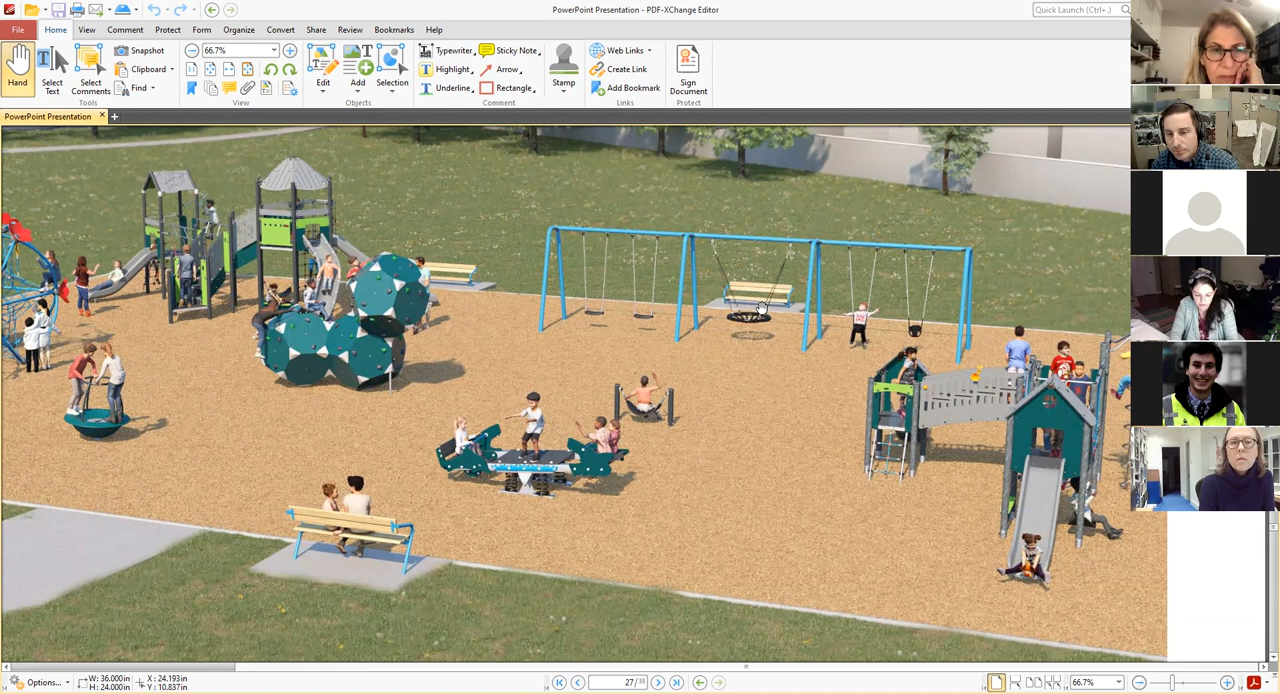 PowerPoint Presentation - PDF-XChange Editor
Quick Launch (Ctrl+.)
File Home View Comment Protect Form Organize Convert Share Review Bookmarks Help
66.7%
Hand
Select Text
Select Comments
Snapshot
Clipboard
Find
Tools
View
Edit
Add
Selection
Objects
Typewriter
Highlight
Underline
Sticky Note
Arrow
Rectangle
Comment
Stamp
Web Links
Create Link
Add Bookmark
Links
Sign Document
Protect
PowerPoint Presentation
Options...
W: 36.000in
H: 24.000in
X: 24.193in
Y: 10.837in
27/35
66.7%